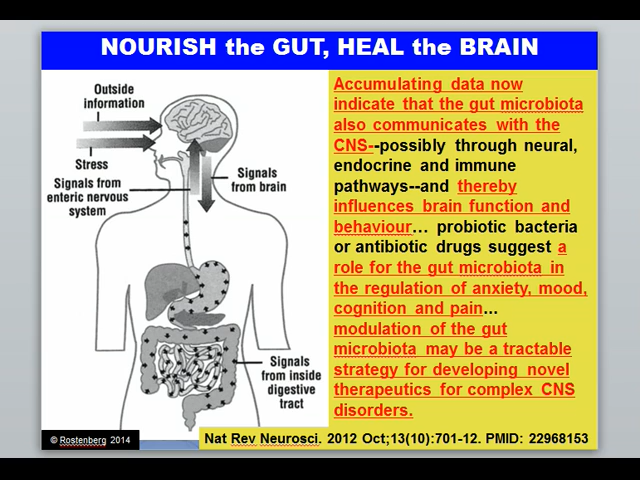 NOURISH the GUT, HEAL the BRAIN
Outside
information
Stress
Signals from
enteric nervous
system
Signals
from brain
Signals
from inside
digestive
tract
Accumulating data now
indicate that the gut microbiota
also communicates with the
CNS--possibly through neural,
endocrine and immune
pathways--and thereby
influences brain function and
behaviour… probiotic bacteria
or antibiotic drugs suggest a
role for the gut microbiota in
the regulation of anxiety, mood,
cognition and pain...
modulation of the gut
microbiota may be a tractable
strategy for developing novel
therapeutics for complex CNS
disorders.
© Rostenberg 2014
Nat Rev Neurosci. 2012 Oct;13(10):701-12. PMID: 22968153